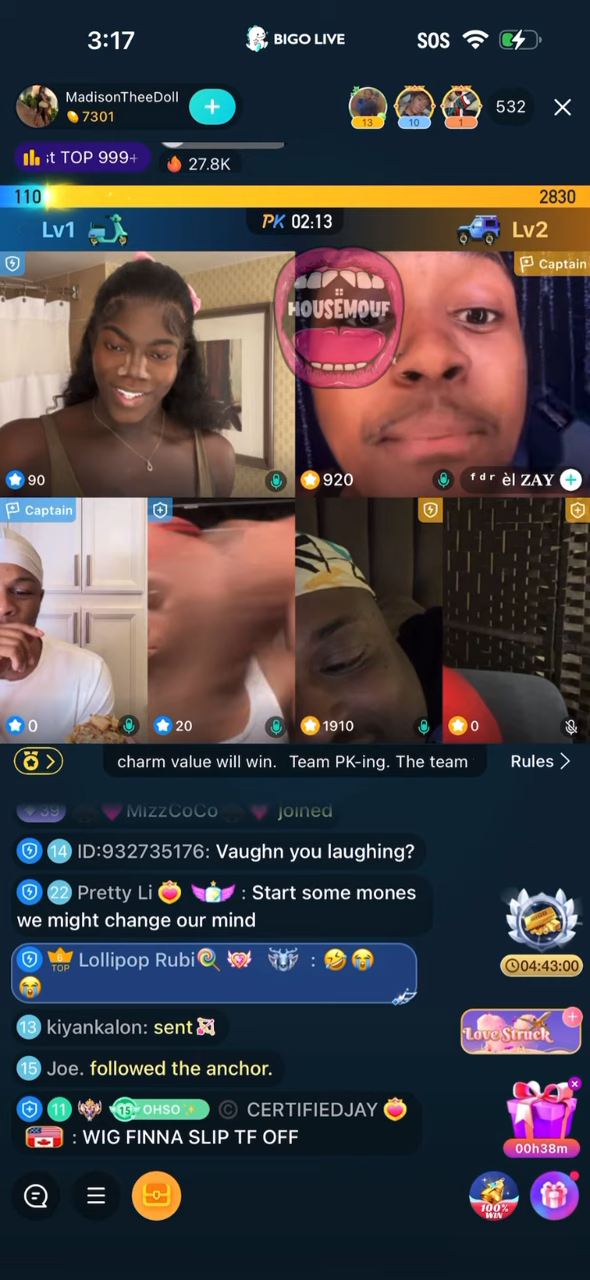 3:17
BIGO LIVE
SOS
MadisonTheeDoll
7301
13
10
1
532
:t TOP 999+
27.8K
110
2830
Lv1
PK 02:13
Lv2
Captain
HOUSEMOUF
90
920
ᶠᵈʳ èl ZAY
Captain
0
20
1910
0
charm value will win. Team PK-ing. The team
Rules
39 MizzCoCo joined
14 ID:932735176: Vaughn you laughing?
22 Pretty Li : Start some mones
we might change our mind
6 TOP Lollipop Rubi🍭 : 🤣😭
😭
04:43:00
13 kiyankalon: sent
Love Struck
15 Joe. followed the anchor.
11 15 OHSO✨ © CERTIFIEDJAY
: WIG FINNA SLIP TF OFF
00h38m
100%
WIN